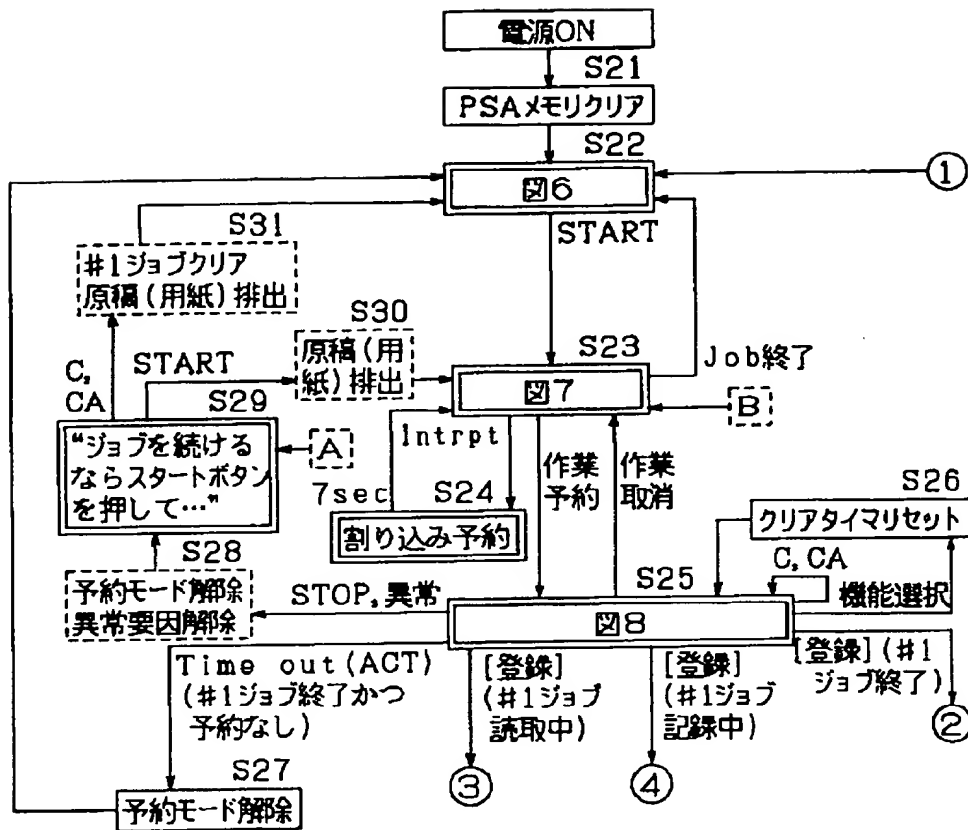 電源ON
S21
PSAメモリクリア
S22
図6
①
START
S31
#1ジョブクリア
原稿(用紙)排出
S30
原稿(用
紙)排出
S23
図7
Job終了
C,
CA
START
S29
“ジョブを続ける
ならスタートボタン
を押して…”
A
B
Intrpt
7sec
S24
割り込み予約
作業
予約
作業
取消
S26
クリアタイマリセット
S28
予約モード解除
異常要因解除
STOP,異常
S25
図8
C,CA
機能選択
Time out(ACT)
(#1ジョブ終了かつ
予約なし)
[登録]
(#1ジョブ
読取中)
[登録]
(#1ジョブ
記録中)
[登録](#1
ジョブ終了)
②
③
④
S27
予約モード解除